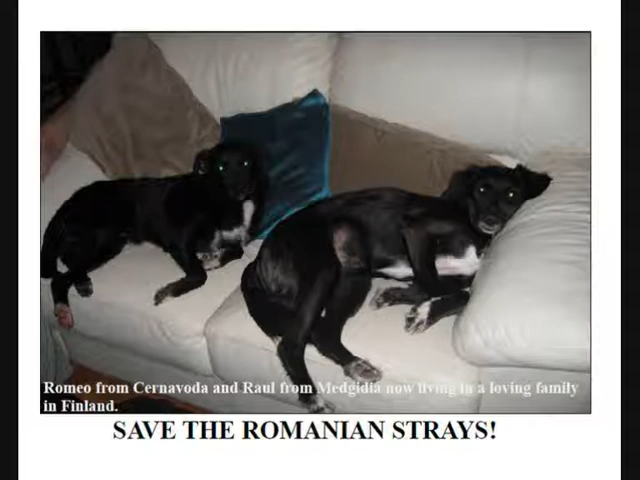 Romeo from Cernavoda and Raul from Medgidia now living in a loving family
in Finland.
SAVE THE ROMANIAN STRAYS!